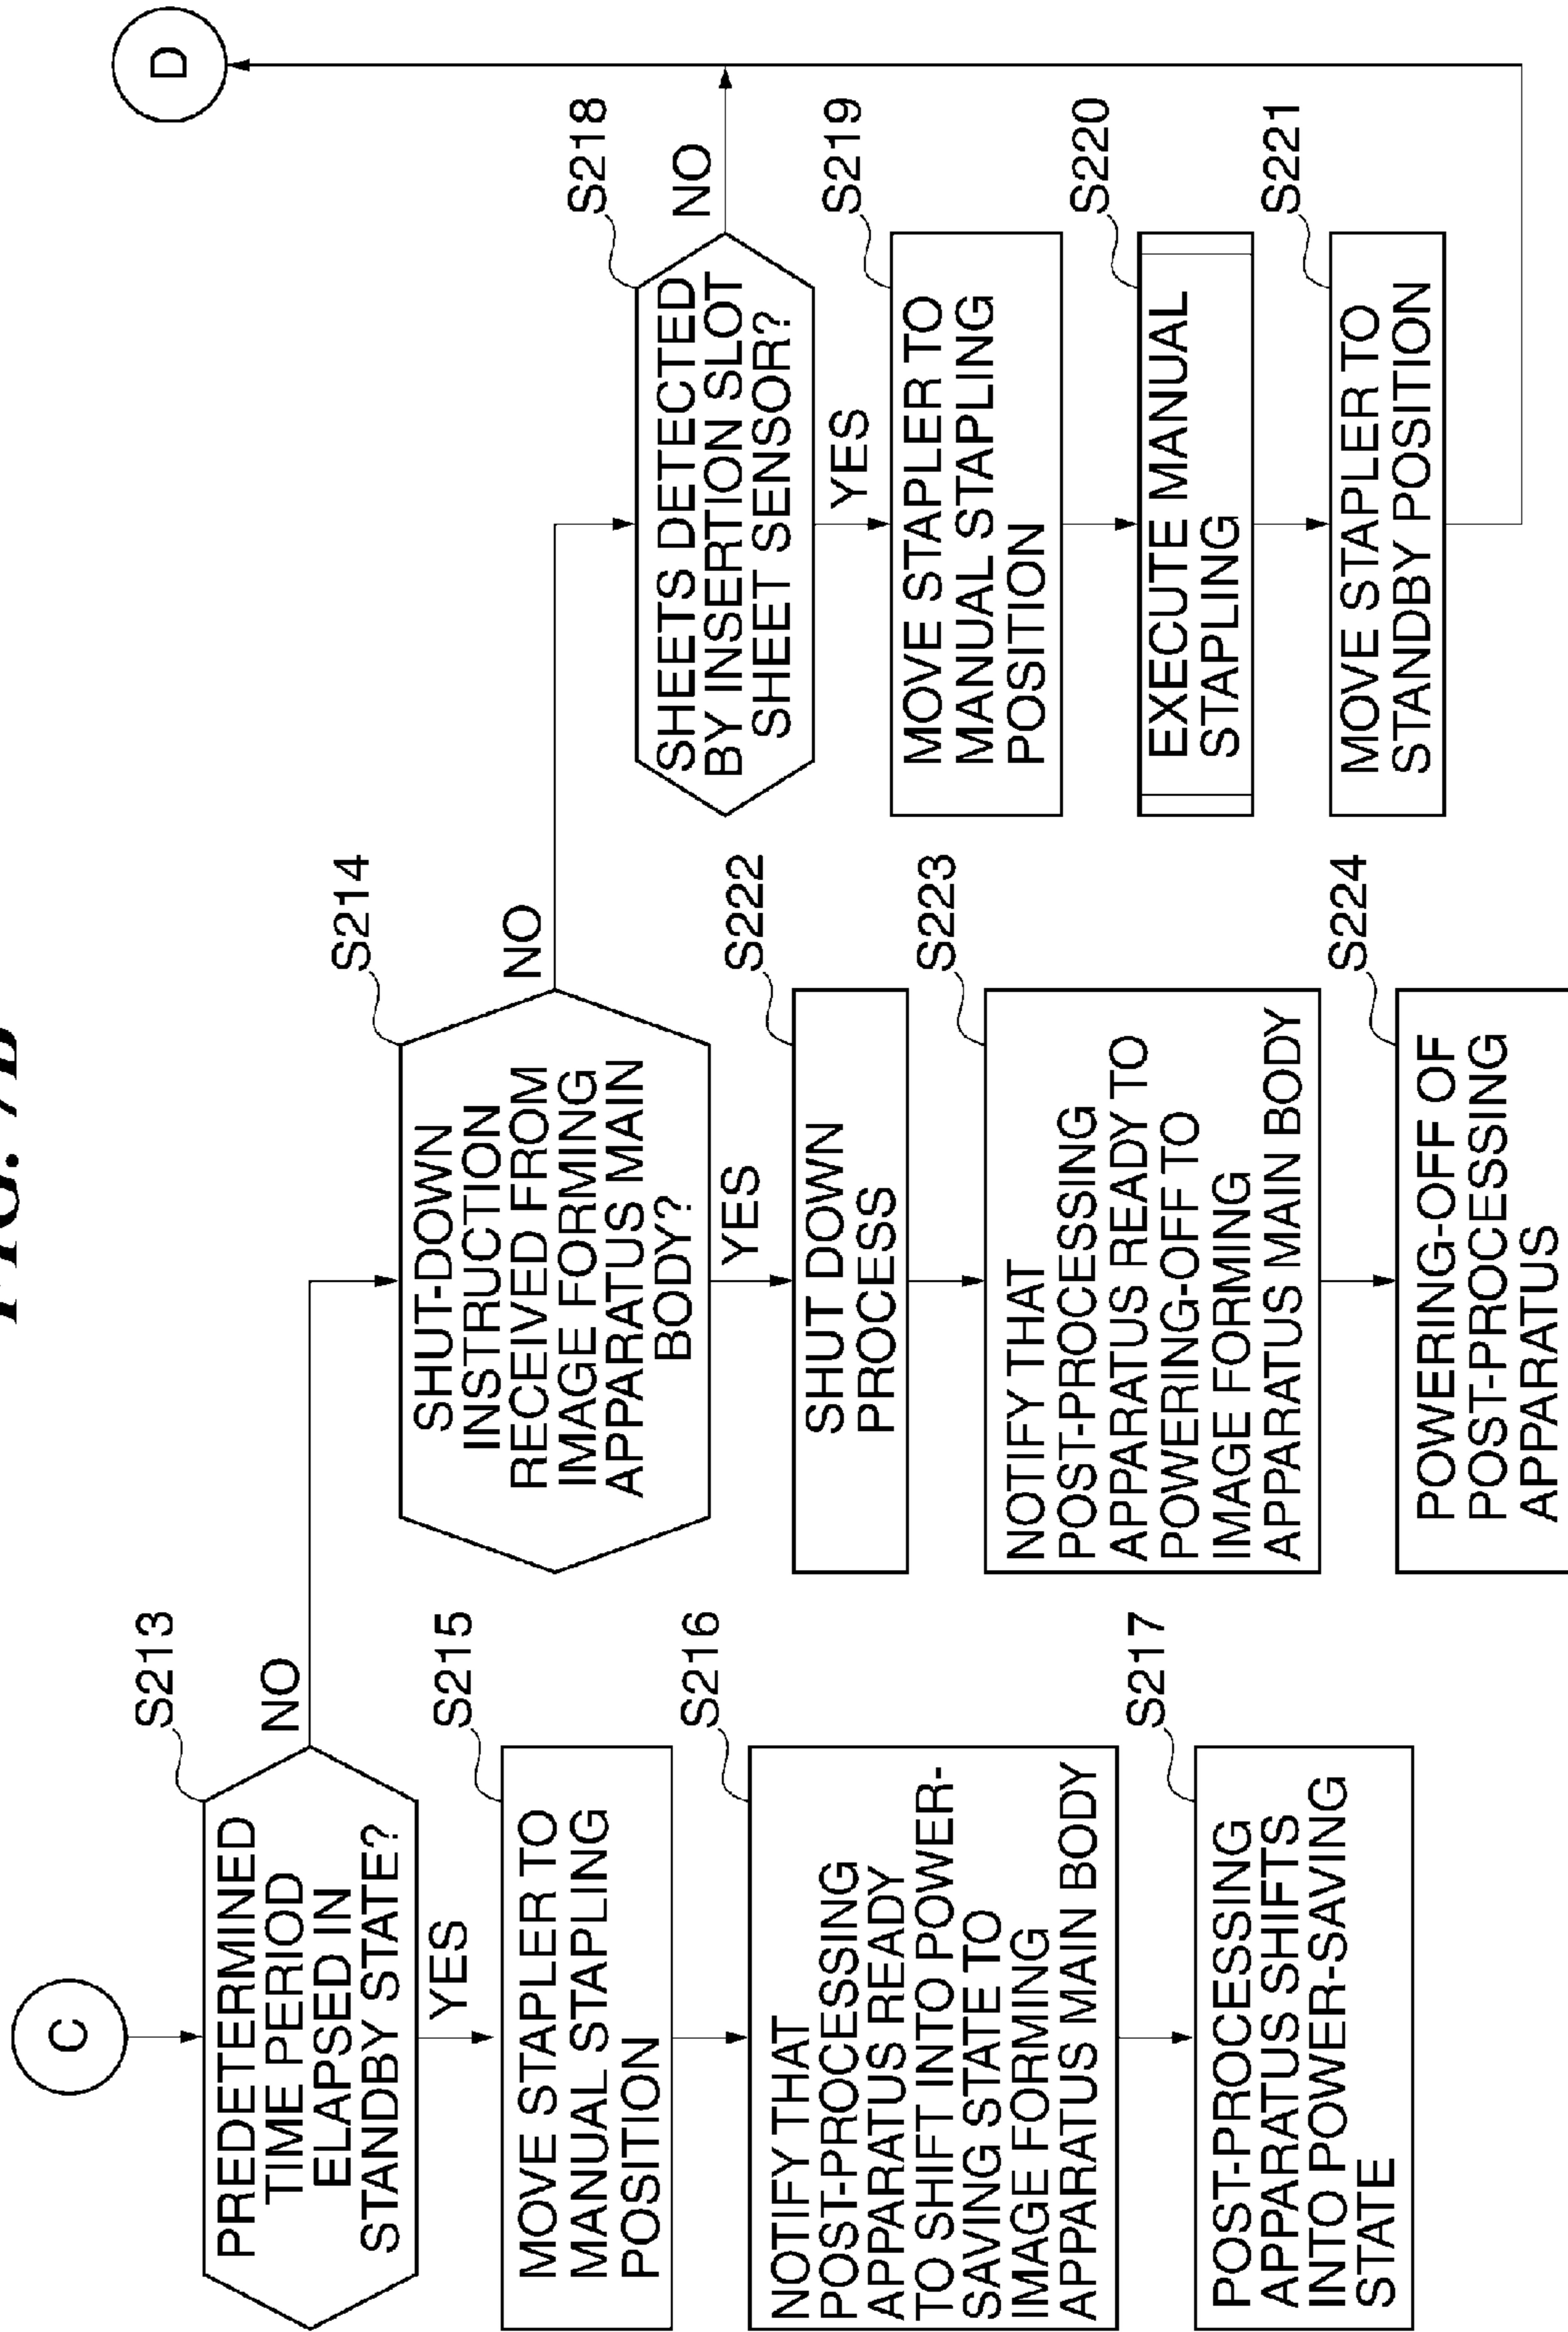 FIG. 7B
C
S213
PREDETERMINED
TIME PERIOD
ELAPSED IN
STANDBY STATE?
NO
YES
S215
MOVE STAPLER TO
MANUAL STAPLING
POSITION
S216
NOTIFY THAT
POST-PROCESSING
APPARATUS READY
TO SHIFT INTO POWER-
SAVING STATE TO
IMAGE FORMING
APPARATUS MAIN BODY
S217
POST-PROCESSING
APPARATUS SHIFTS
INTO POWER-SAVING
STATE
S214
SHUT-DOWN
INSTRUCTION
RECEIVED FROM
IMAGE FORMING
APPARATUS MAIN
BODY?
NO
YES
S222
SHUT DOWN
PROCESS
S223
NOTIFY THAT
POST-PROCESSING
APPARATUS READY TO
POWERING-OFF TO
IMAGE FORMING
APPARATUS MAIN BODY
S224
POWERING-OFF OF
POST-PROCESSING
APPARATUS
S218
SHEETS DETECTED
BY INSERTION SLOT
SHEET SENSOR?
NO
YES
S219
MOVE STAPLER TO
MANUAL STAPLING
POSITION
S220
EXECUTE MANUAL
STAPLING
S221
MOVE STAPLER TO
STANDBY POSITION
D